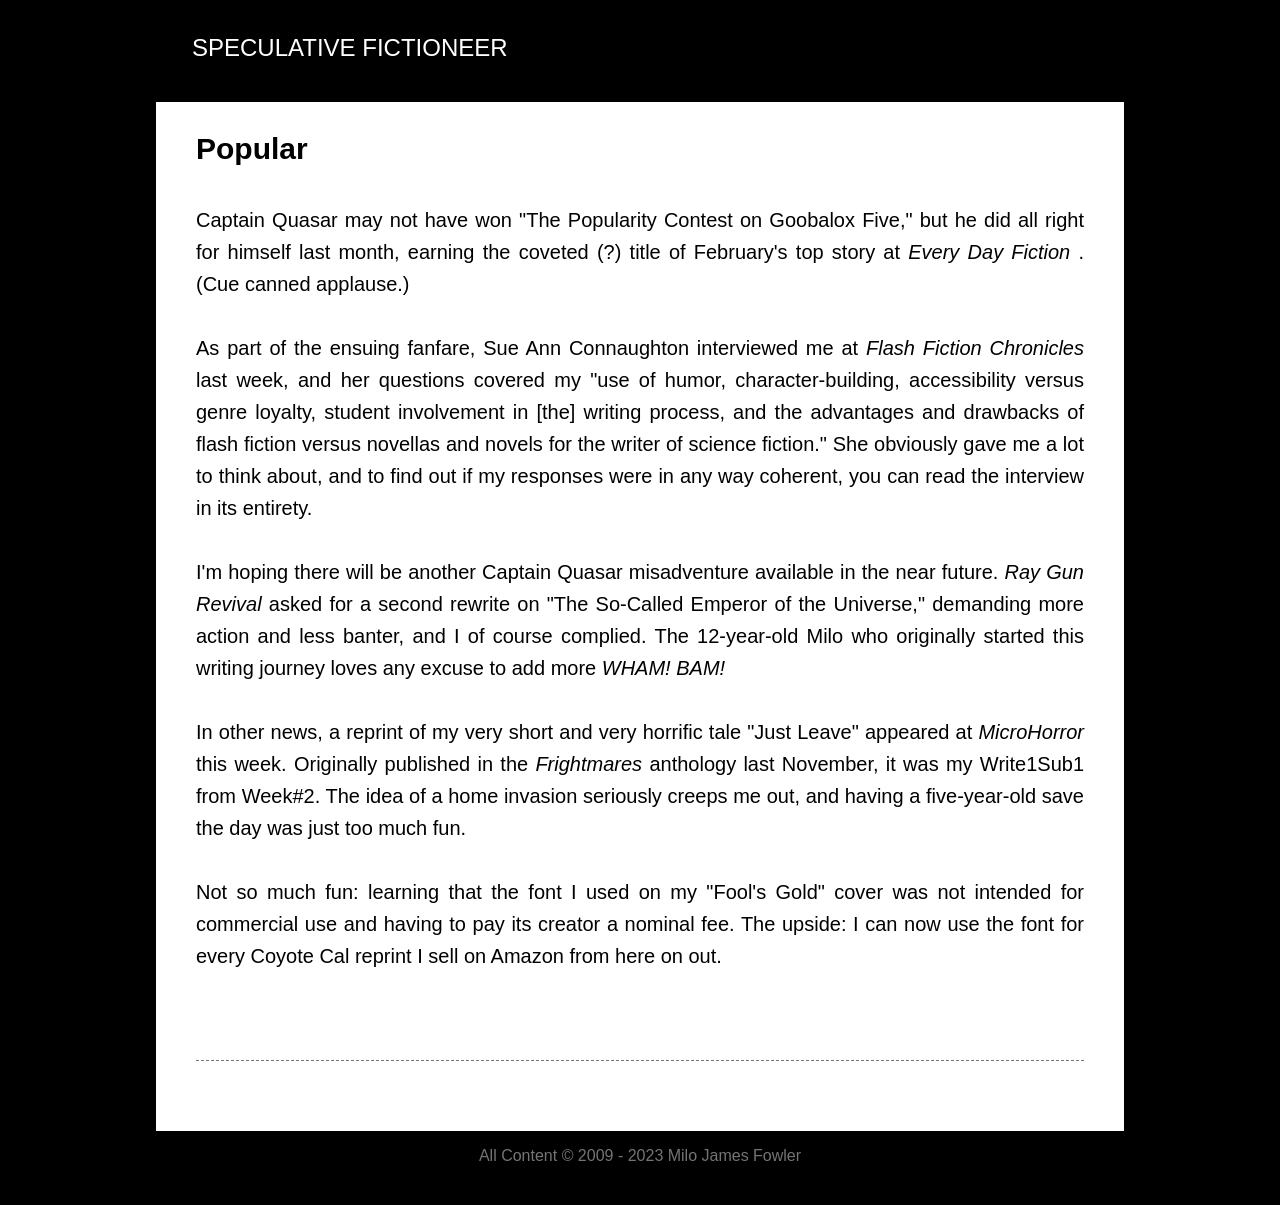 SPECULATIVE FICTIONEER
Popular
Captain Quasar may not have won "The Popularity Contest on Goobalox Five," but he did all right
for himself last month, earning the coveted (?) title of February's top story at Every Day Fiction .
(Cue canned applause.)
As part of the ensuing fanfare, Sue Ann Connaughton interviewed me at Flash Fiction Chronicles
last week, and her questions covered my "use of humor, character-building, accessibility versus
genre loyalty, student involvement in [the] writing process, and the advantages and drawbacks of
flash fiction versus novellas and novels for the writer of science fiction." She obviously gave me a lot
to think about, and to find out if my responses were in any way coherent, you can read the interview
in its entirety.
I'm hoping there will be another Captain Quasar misadventure available in the near future. Ray Gun
Revival asked for a second rewrite on "The So-Called Emperor of the Universe," demanding more
action and less banter, and I of course complied. The 12-year-old Milo who originally started this
writing journey loves any excuse to add more WHAM! BAM!
In other news, a reprint of my very short and very horrific tale "Just Leave" appeared at MicroHorror
this week. Originally published in the Frightmares anthology last November, it was my Write1Sub1
from Week#2. The idea of a home invasion seriously creeps me out, and having a five-year-old save
the day was just too much fun.
Not so much fun: learning that the font I used on my "Fool's Gold" cover was not intended for
commercial use and having to pay its creator a nominal fee. The upside: I can now use the font for
every Coyote Cal reprint I sell on Amazon from here on out.
All Content © 2009 - 2023 Milo James Fowler